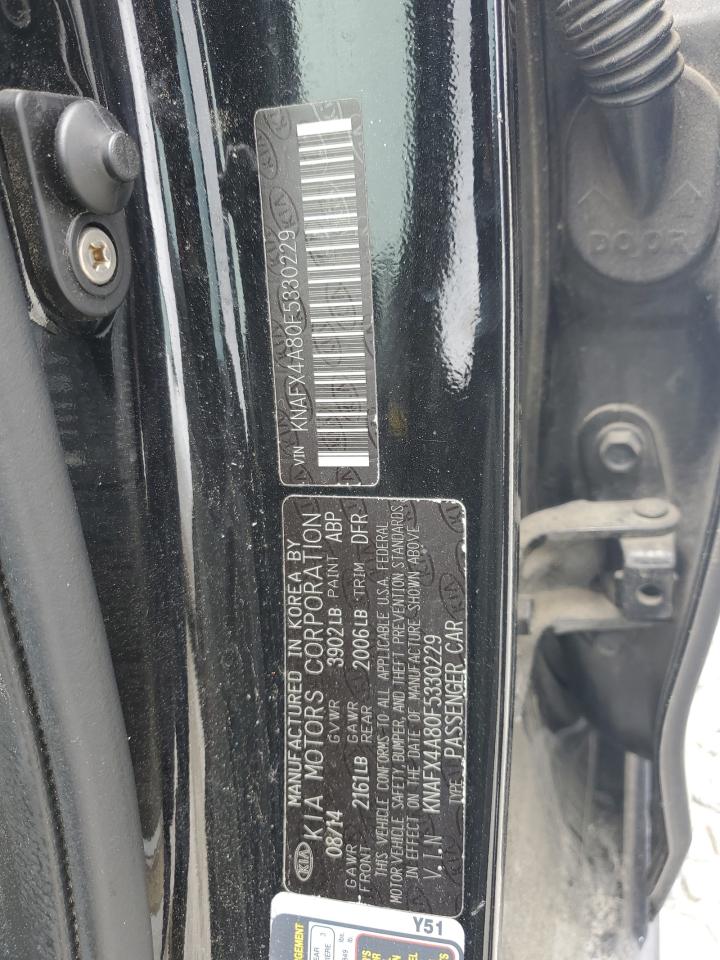 VIN KNAFX4A80F5330229
MANUFACTURED IN KOREA BY
KIA KIA MOTORS CORPORATION
08/14 GVWR 3902LB PAINT ABP
GAWR FRONT 2161LB GAWR REAR 2006LB TRIM DFR
THIS VEHICLE CONFORMS TO ALL APPLICABLE U.S.A. FEDERAL
MOTOR VEHICLE SAFETY, BUMPER, AND THEFT PREVENTION STANDARDS
IN EFFECT ON THE DATE OF MANUFACTURE SHOWN ABOVE
V.I.N KNAFX4A80F5330229
TYPE PASSENGER CAR
Y51
DOOR